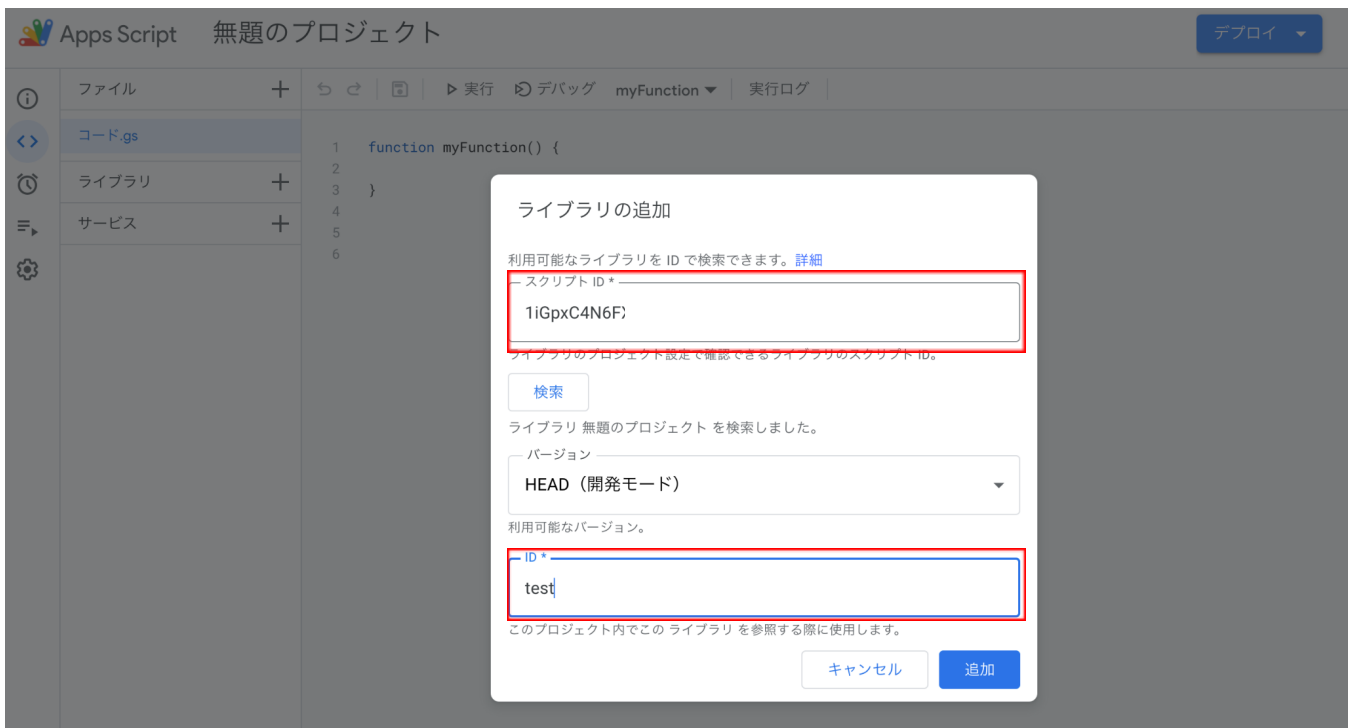 Apps Script 無題のプロジェクト デプロイ
ファイル
実行 デバッグ myFunction 実行ログ
コード.gs
ライブラリ
サービス
1 function myFunction() {
2
3 }
4
5
6
ライブラリの追加
利用可能なライブラリを ID で検索できます。詳細
スクリプト ID *
1iGpxC4N6F
ライブラリのプロジェクト設定で確認できるライブラリのスクリプト ID。
検索
ライブラリ 無題のプロジェクト を検索しました。
バージョン
HEAD（開発モード）
利用可能なバージョン。
ID *
test
このプロジェクト内でこの ライブラリ を参照する際に使用します。
キャンセル 追加